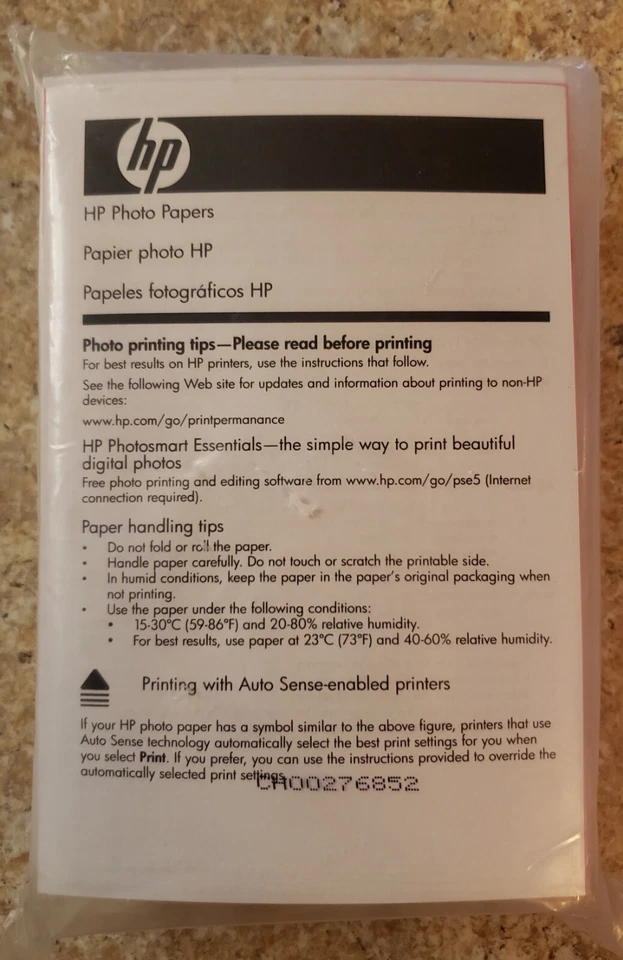 hp
HP Photo Papers
Papier photo HP
Papeles fotográficos HP
Photo printing tips—Please read before printing
For best results on HP printers, use the instructions that follow.
See the following Web site for updates and information about printing to non-HP
devices:
www.hp.com/go/printpermanance
HP Photosmart Essentials—the simple way to print beautiful
digital photos
Free photo printing and editing software from www.hp.com/go/pse5 (Internet
connection required).
Paper handling tips
• Do not fold or roll the paper.
• Handle paper carefully. Do not touch or scratch the printable side.
• In humid conditions, keep the paper in the paper's original packaging when
not printing.
• Use the paper under the following conditions:
• 15-30°C (59-86°F) and 20-80% relative humidity.
• For best results, use paper at 23°C (73°F) and 40-60% relative humidity.
Printing with Auto Sense-enabled printers
If your HP photo paper has a symbol similar to the above figure, printers that use
Auto Sense technology automatically select the best print settings for you when
you select Print. If you prefer, you can use the instructions provided to override the
automatically selected print settings.
CH00276852